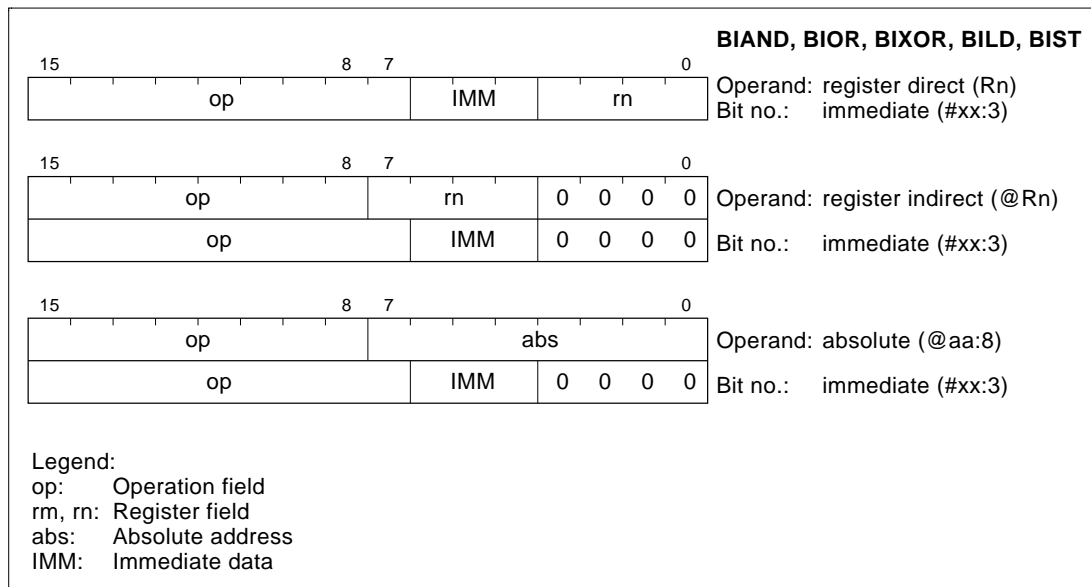 BIAND, BIOR, BIXOR, BILD, BIST
15 8 7 0
op IMM rn
Operand: register direct (Rn)
Bit no.: immediate (#xx:3)
15 8 7 0
op rn 0 0 0 0 Operand: register indirect (@Rn)
op IMM 0 0 0 0 Bit no.: immediate (#xx:3)
15 8 7 0
op abs Operand: absolute (@aa:8)
op IMM 0 0 0 0 Bit no.: immediate (#xx:3)
Legend:
op: Operation field
rm, rn: Register field
abs: Absolute address
IMM: Immediate data